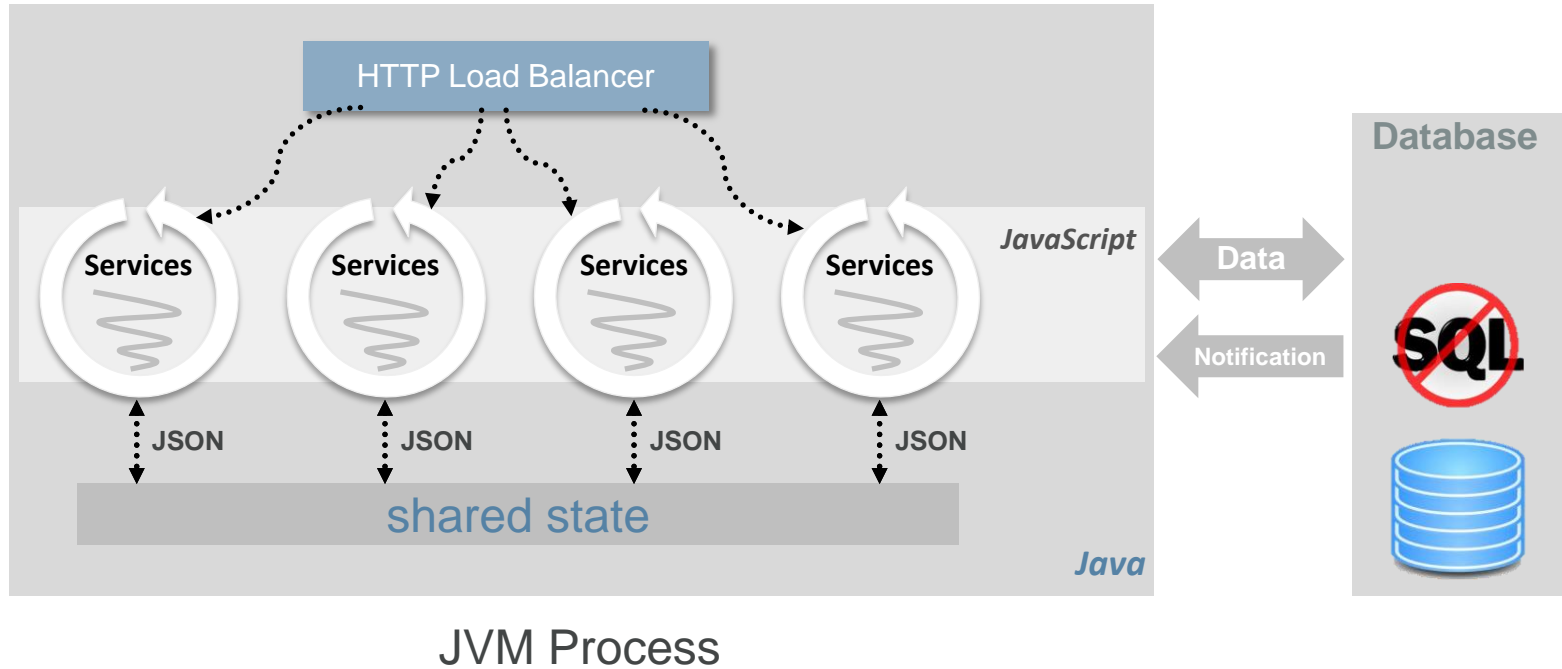 HTTP Load Balancer
Database
JavaScript
Services
Services
Services
Services
Data
Notification
SQL
JSON
JSON
JSON
JSON
shared state
Java
JVM Process